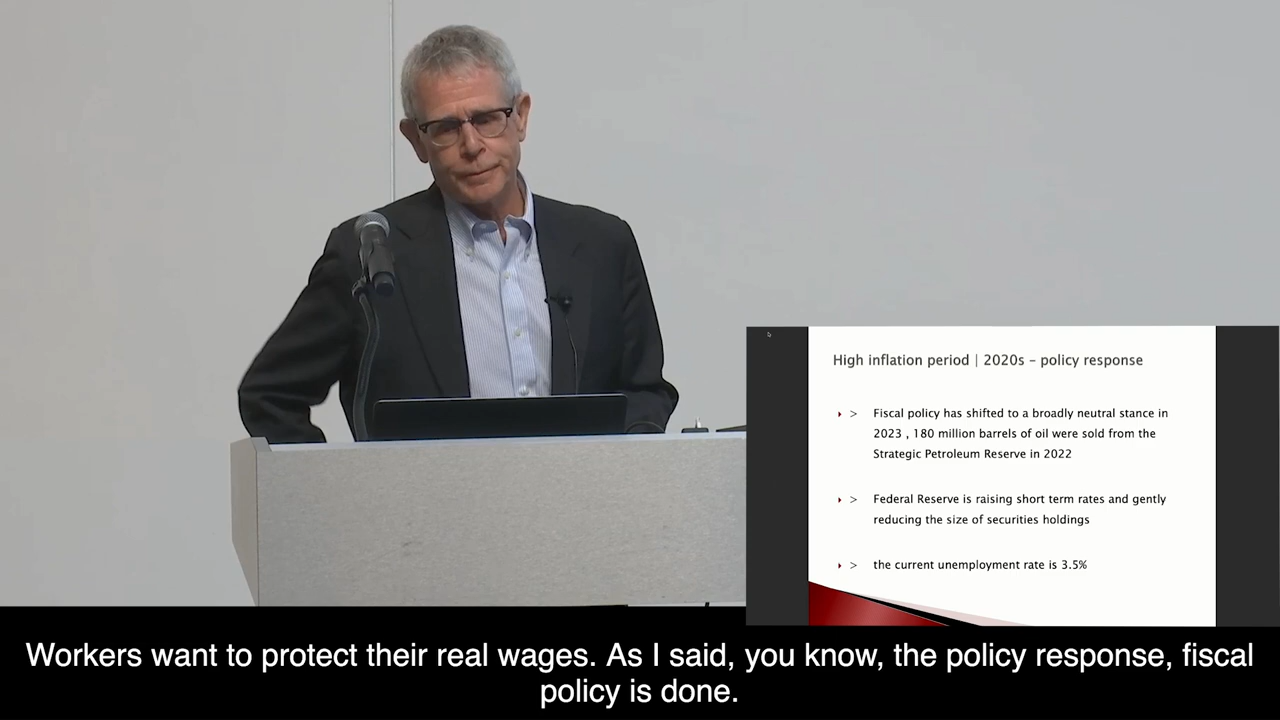 High inflation period | 2020s – policy response
> Fiscal policy has shifted to a broadly neutral stance in
2023 , 180 million barrels of oil were sold from the
Strategic Petroleum Reserve in 2022
> Federal Reserve is raising short term rates and gently
reducing the size of securities holdings
> the current unemployment rate is 3.5%
Workers want to protect their real wages. As I said, you know, the policy response, fiscal
policy is done.